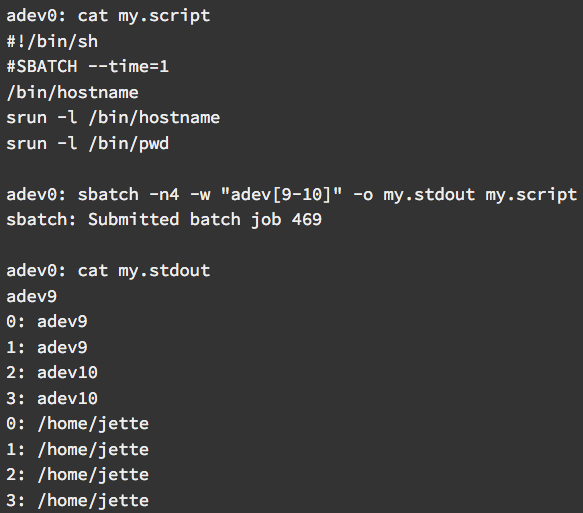 adev0: cat my.script
#!/bin/sh
#SBATCH --time=1
/bin/hostname
srun -l /bin/hostname
srun -l /bin/pwd

adev0: sbatch -n4 -w "adev[9-10]" -o my.stdout my.script
sbatch: Submitted batch job 469

adev0: cat my.stdout
adev9
0: adev9
1: adev9
2: adev10
3: adev10
0: /home/jette
1: /home/jette
2: /home/jette
3: /home/jette